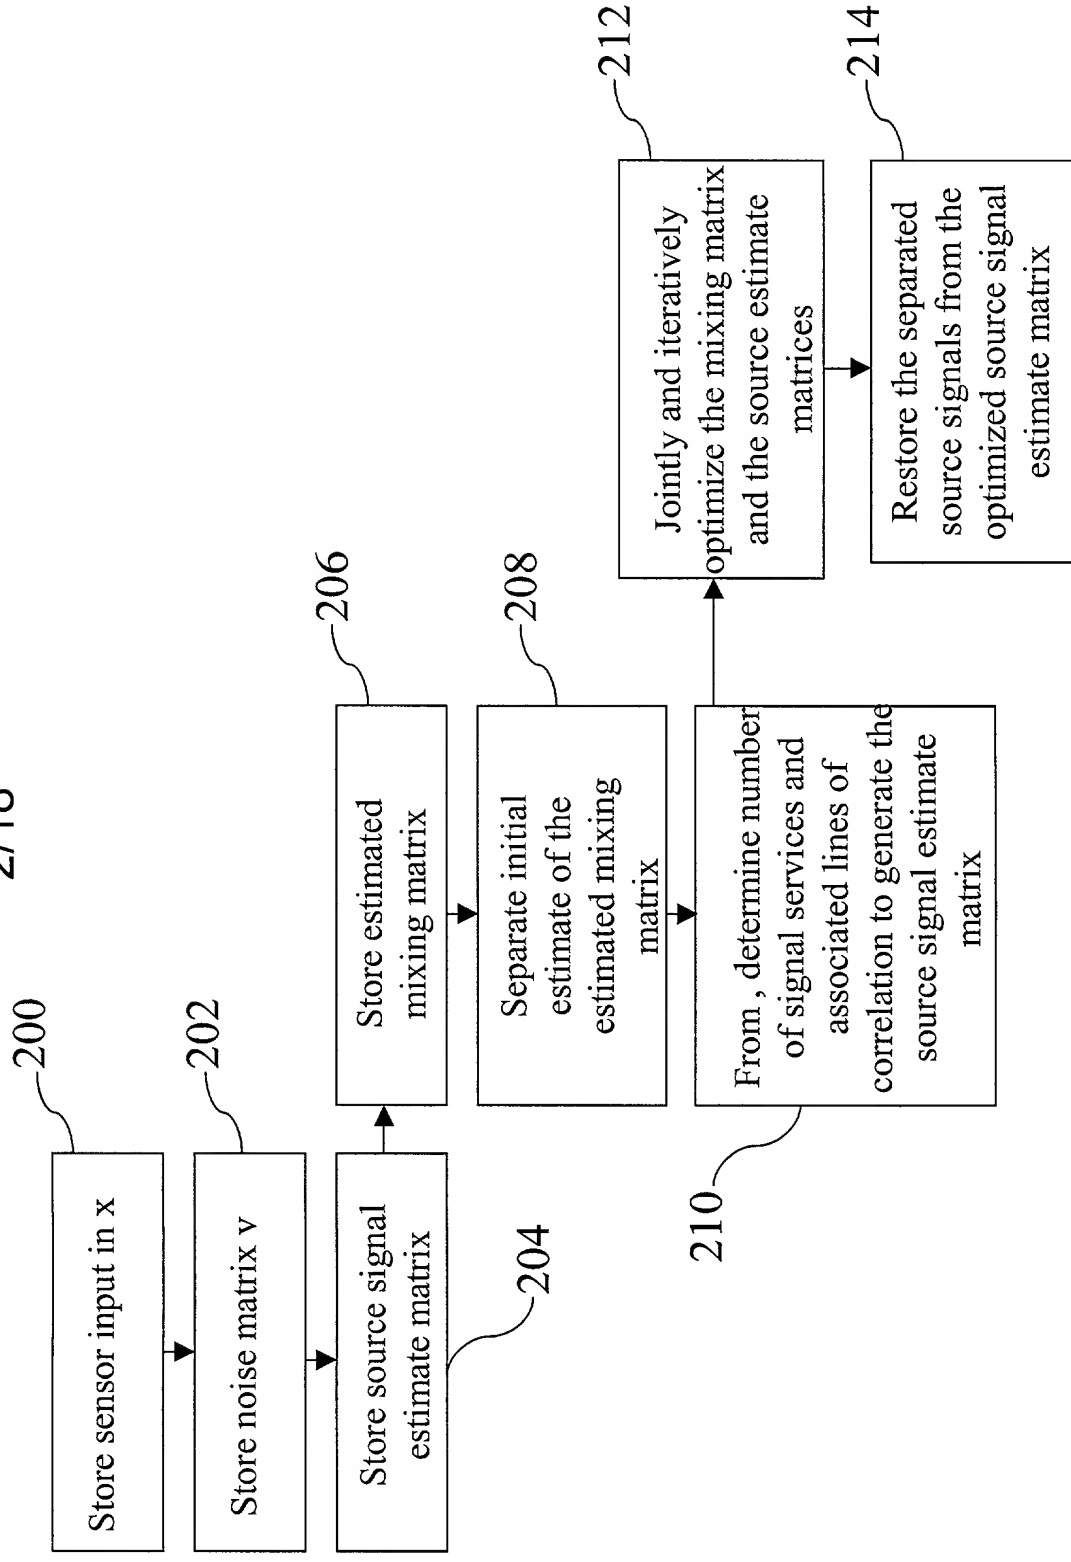 2/18
200
Store sensor input in x
202
Store noise matrix v
Store source signal
estimate matrix
204
206
Store estimated
mixing matrix
208
Separate initial
estimate of the
estimated mixing
matrix
From , determine number
of signal services and
associated lines of
correlation to generate the
source signal estimate
matrix
210
212
Jointly and iteratively
optimize the mixing matrix
and the source estimate
matrices
214
Restore the separated
source signals from the
optimized source signal
estimate matrix